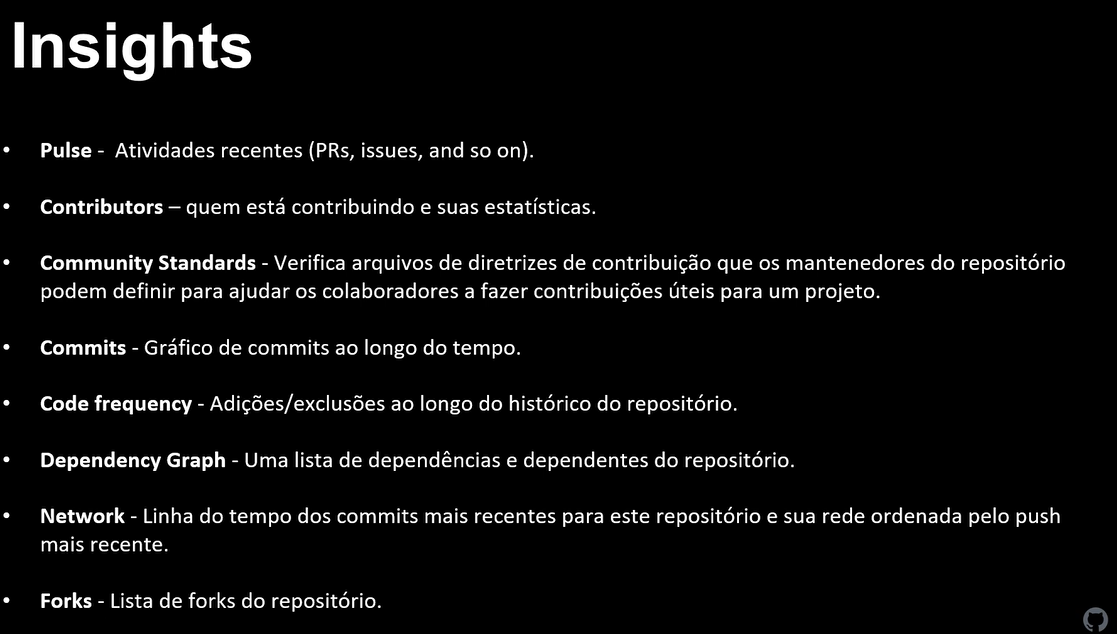 Insights
• Pulse - Atividades recentes (PRs, issues, and so on).
• Contributors – quem está contribuindo e suas estatísticas.
• Community Standards - Verifica arquivos de diretrizes de contribuição que os mantenedores do repositório
podem definir para ajudar os colaboradores a fazer contribuições úteis para um projeto.
• Commits - Gráfico de commits ao longo do tempo.
• Code frequency - Adições/exclusões ao longo do histórico do repositório.
• Dependency Graph - Uma lista de dependências e dependentes do repositório.
• Network - Linha do tempo dos commits mais recentes para este repositório e sua rede ordenada pelo push
mais recente.
• Forks - Lista de forks do repositório.